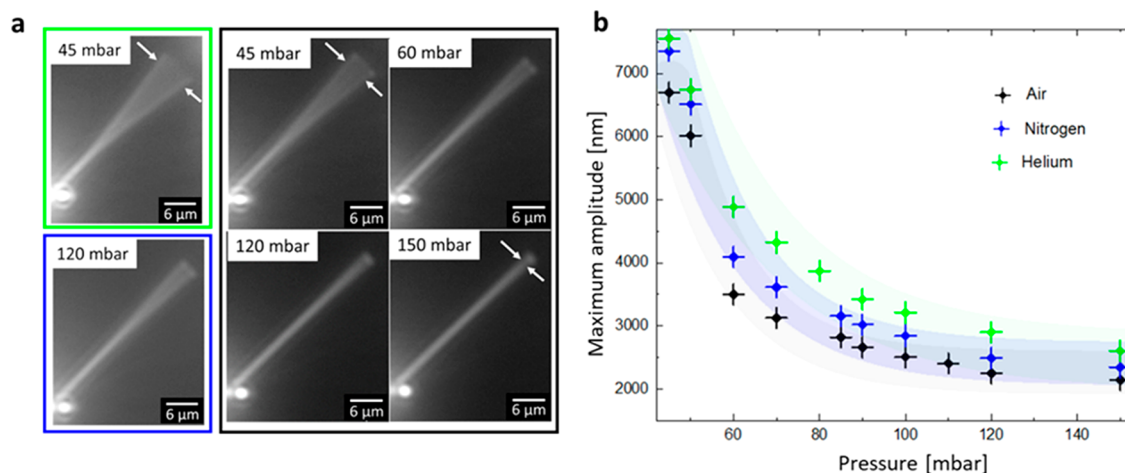 a
45 mbar
6 μm
45 mbar
6 μm
60 mbar
6 μm
120 mbar
6 μm
120 mbar
6 μm
150 mbar
6 μm
b
Maximum amplitude [nm]
7000
6000
5000
4000
3000
2000
Air
Nitrogen
Helium
60
80
100
120
140
Pressure [mbar]